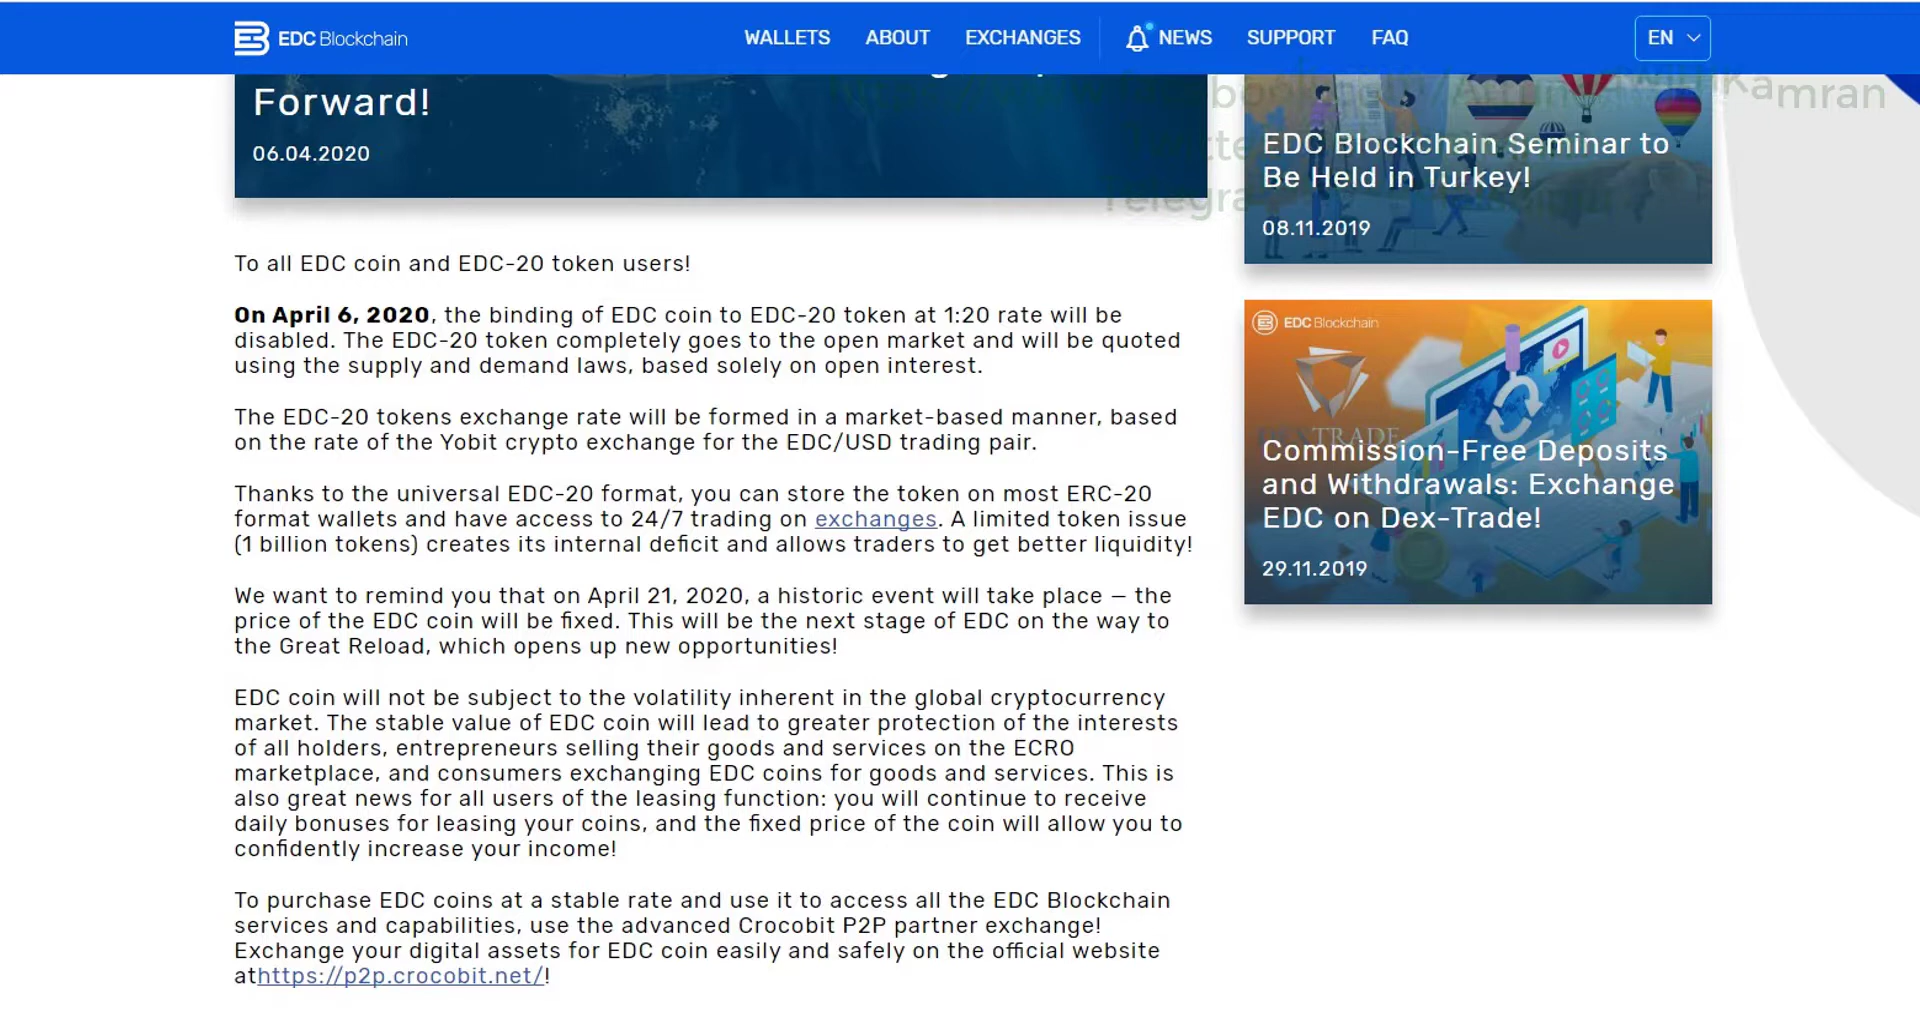 EDC Blockchain
WALLETS ABOUT EXCHANGES NEWS SUPPORT FAQ EN
Forward!
06.04.2020
To all EDC coin and EDC-20 token users!
On April 6, 2020, the binding of EDC coin to EDC-20 token at 1:20 rate will be
disabled. The EDC-20 token completely goes to the open market and will be quoted
using the supply and demand laws, based solely on open interest.
The EDC-20 tokens exchange rate will be formed in a market-based manner, based
on the rate of the Yobit crypto exchange for the EDC/USD trading pair.
Thanks to the universal EDC-20 format, you can store the token on most ERC-20
format wallets and have access to 24/7 trading on exchanges. A limited token issue
(1 billion tokens) creates its internal deficit and allows traders to get better liquidity!
We want to remind you that on April 21, 2020, a historic event will take place — the
price of the EDC coin will be fixed. This will be the next stage of EDC on the way to
the Great Reload, which opens up new opportunities!
EDC coin will not be subject to the volatility inherent in the global cryptocurrency
market. The stable value of EDC coin will lead to greater protection of the interests
of all holders, entrepreneurs selling their goods and services on the ECRO
marketplace, and consumers exchanging EDC coins for goods and services. This is
also great news for all users of the leasing function: you will continue to receive
daily bonuses for leasing your coins, and the fixed price of the coin will allow you to
confidently increase your income!
To purchase EDC coins at a stable rate and use it to access all the EDC Blockchain
services and capabilities, use the advanced Crocobit P2P partner exchange!
Exchange your digital assets for EDC coin easily and safely on the official website
athttps://p2p.crocobit.net/!
EDC Blockchain Seminar to
Be Held in Turkey!
08.11.2019
EDC Blockchain
DEXTRADE
Commission-Free Deposits
and Withdrawals: Exchange
EDC on Dex-Trade!
29.11.2019